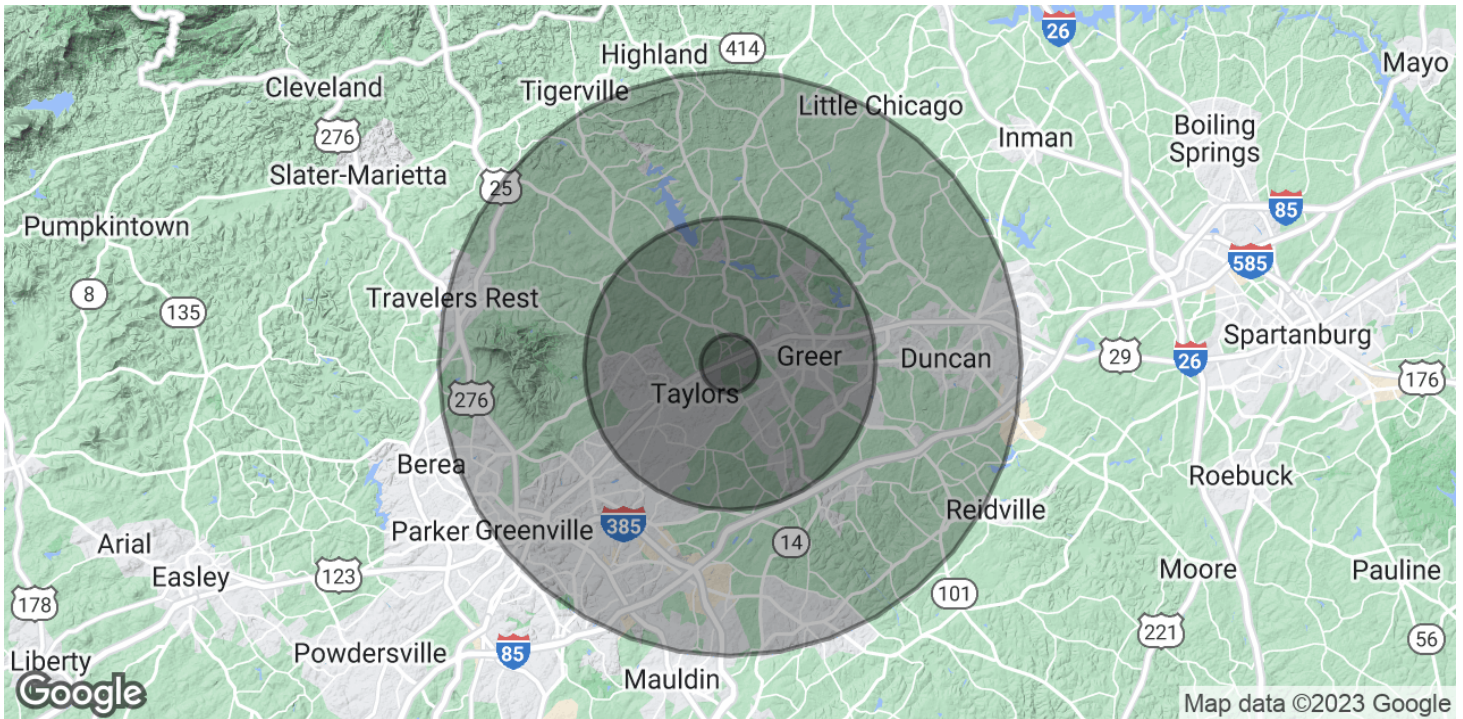 Highland
414
26
Mayo
Cleveland
Tigerville
Little Chicago
276
Inman
Boiling
Springs
Slater-Marietta
25
85
Pumpkintown
585
8
135
Travelers Rest
Spartanburg
Greer
Duncan
29
26
176
276
Taylors
Berea
Roebuck
Reidville
Parker
Greenville
385
14
Arial
Easley
123
Moore
Pauline
101
178
221
56
Powdersville
85
Liberty
Mauldin
Google
Map data ©2023 Google